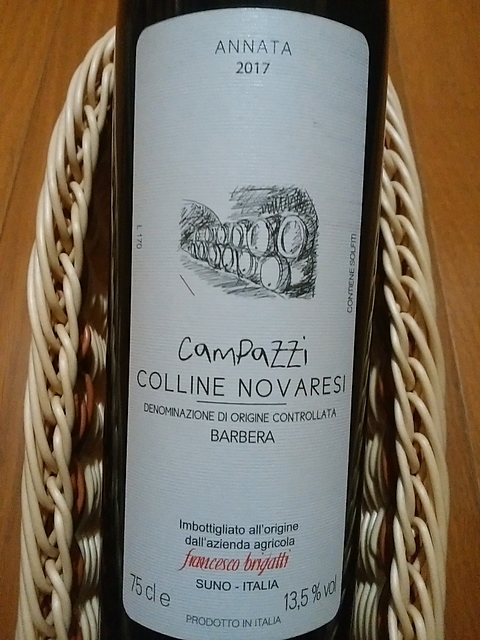 ANNATA
2017
L 170
CONTIENE SOLFITI
Campazzi
COLLINE NOVARESI
DENOMINAZIONE DI ORIGINE CONTROLLATA
BARBERA
Imbottigliato all'origine
dall'azienda agricola
francesco brigatti
SUNO - ITALIA
75 cl e
13,5 % vol
PRODOTTO IN ITALIA